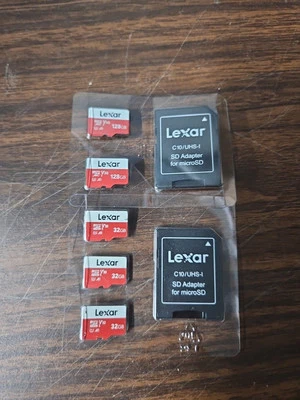 Lexar
128GB
Lexar
C10/UHS-I
SD Adapter
for microSD
Lexar
128GB
Lexar
32GB
Lexar
32GB
Lexar
C10/UHS-I
SD Adapter
for microSD
Lexar
32GB